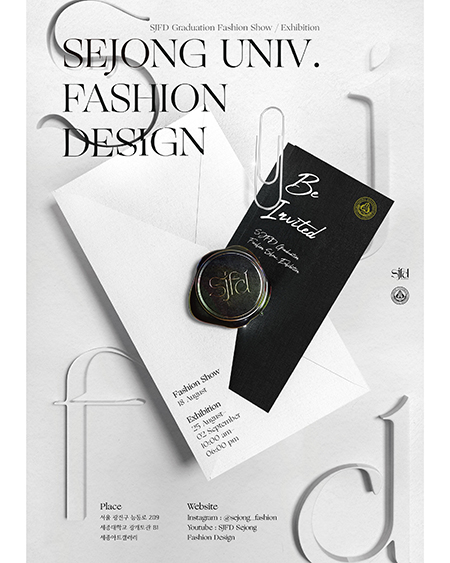 SJFD Graduation Fashion Show / Exhibition
SEJONG UNIV.
FASHION
DESIGN
S
j
Be
Invited
SJFD Graduation
Fashion Show Exhibition
sjfd
sjfd
Fashion Show
18 August
Exhibition
25 August
02 September
10:00 am
06:00 pm
f
d
Place
서울 광진구 능동로 209
세종대학교 광개토관 B1
세종아트갤러리
Website
Instagram : @sejong_fashion
Youtube : SJFD Sejong
Fashion Design